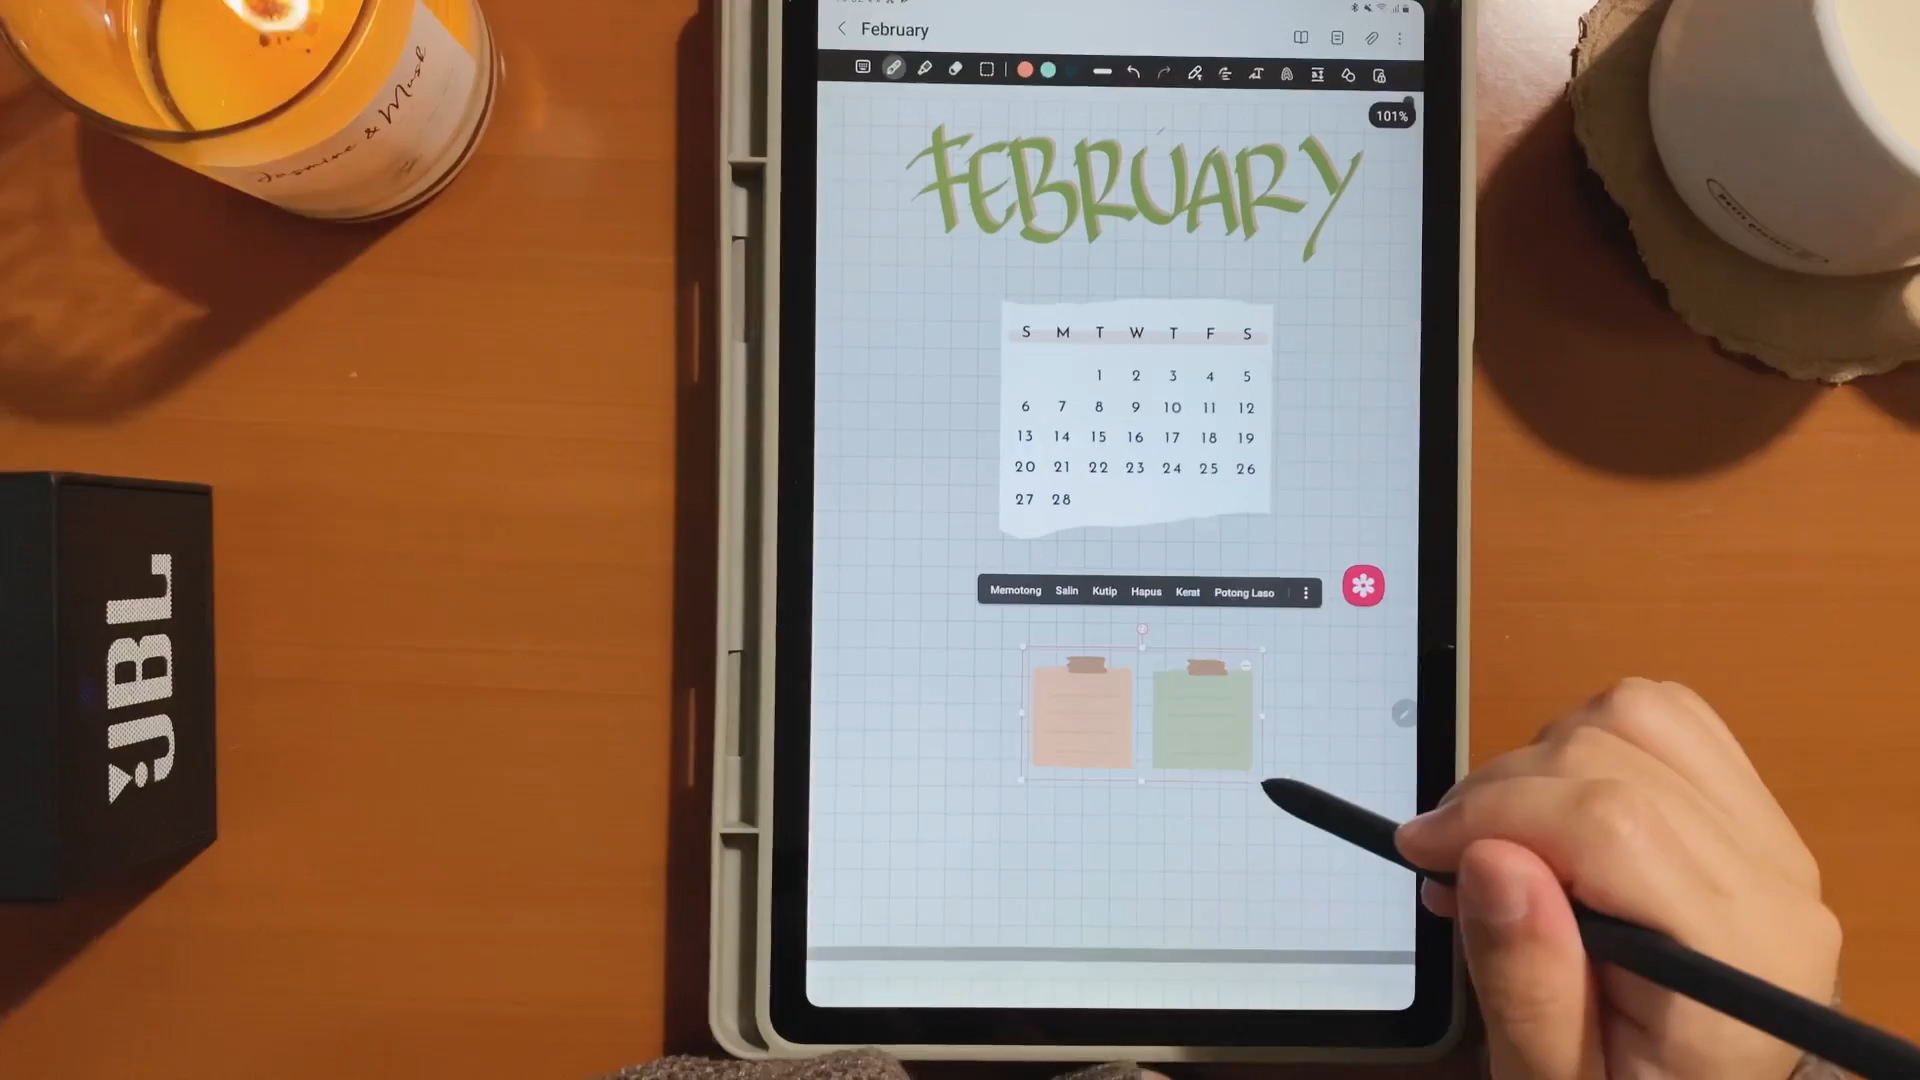 February
101%
FEBRUARY
S M T W T F S
1 2 3 4 5
6 7 8 9 10 11 12
13 14 15 16 17 18 19
20 21 22 23 24 25 26
27 28
Memotong Salin Kutip Hapus Kerat Potong Laso
Jasmine & Musk
JBL